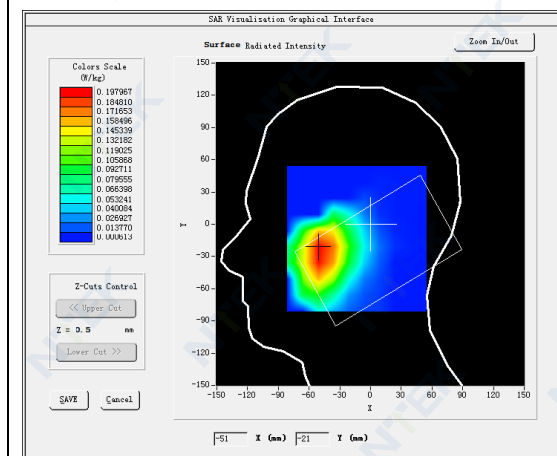 SAR Visualisation Graphical Interface
Surface Radiated Intensity
Zoom In/Out
Colors Scale
(W/kg)
0.197967
0.184810
0.171653
0.158496
0.145339
0.132182
0.119025
0.105868
0.092711
0.079555
0.066398
0.053241
0.040084
0.026927
0.013770
0.000613
150
120
90
60
30
0
-30
-60
-90
-120
-150
Y
-150 -120 -90 -60 -30 0 30 60 90 120 150
X
Z-Cuts Control
<< Upper Cut
Z = 3.5 mm
Lower Cut >>
SAVE Cancel
-51 X (mm) -21 Y (mm)
NTEK